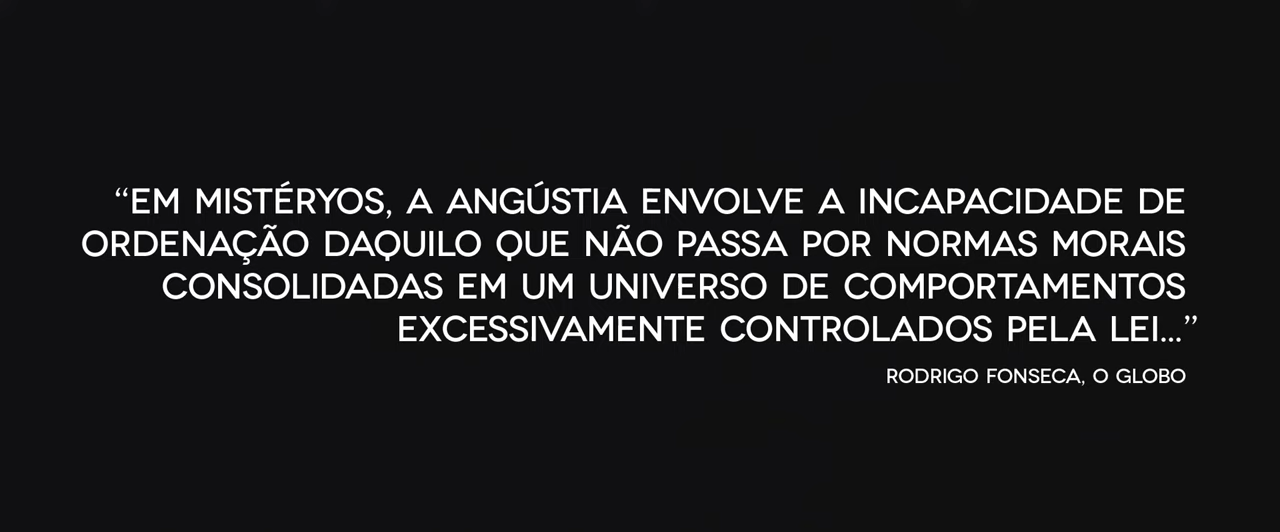 “EM MISTÉRYOS, A ANGÚSTIA ENVOLVE A INCAPACIDADE DE
ORDENAÇÃO DAQUILO QUE NÃO PASSA POR NORMAS MORAIS
CONSOLIDADAS EM UM UNIVERSO DE COMPORTAMENTOS
EXCESSIVAMENTE CONTROLADOS PELA LEI...”
RODRIGO FONSECA, O GLOBO